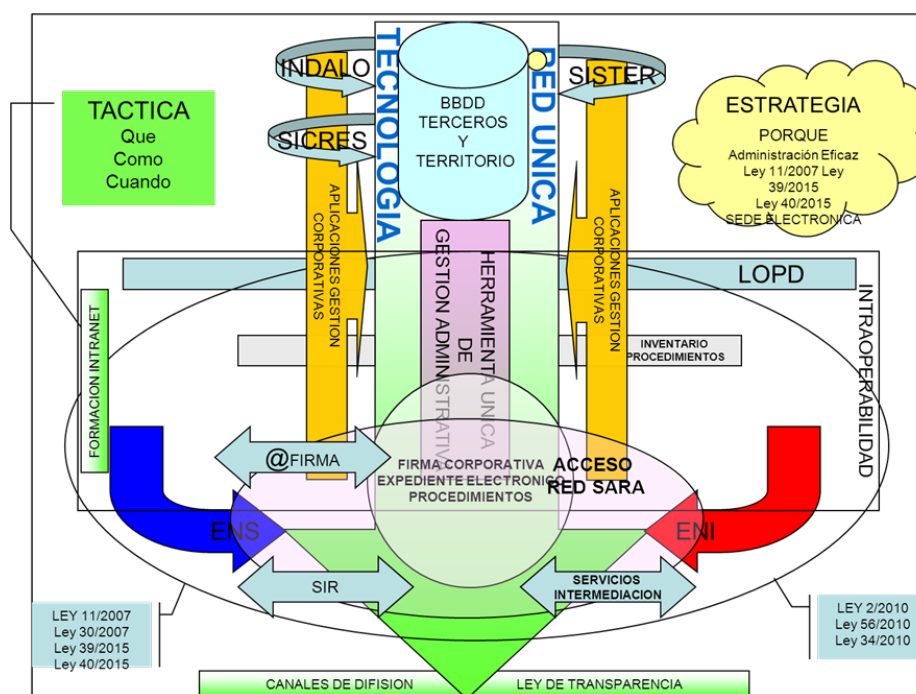 TACTICA
Que
Como
Cuando
INDALO
SICRES
TECNOLOGIA
BBDD
TERCEROS
Y
TERRITORIO
RED UNICA
SISTER
ESTRATEGIA
PORQUE
Administración Eficaz
Ley 11/2007 Ley
39/2015
Ley 40/2015
SEDE ELECTRONICA
APLICACIONES GESTION
CORPORATIVAS
HERRAMIENTA UNICA
DE
GESTION ADMINISTRATIVA
APLICACIONES GESTION
CORPORATIVAS
LOPD
INTRAOPERABILIDAD
FORMACION INTRANET
INVENTARIO
PROCEDIMIENTOS
@FIRMA
FIRMA CORPORATIVA
EXPEDIENTE ELECTRONICO
PROCEDIMIENTOS
ACCESO
RED SARA
ENS
ENI
SIR
SERVICIOS
INTERMEDIACION
LEY 11/2007
Ley 30/2007
Ley 39/2015
Ley 40/2015
LEY 2/2010
Ley 56/2010
Ley 34/2010
CANALES DE DIFISION
LEY DE TRANSPARENCIA